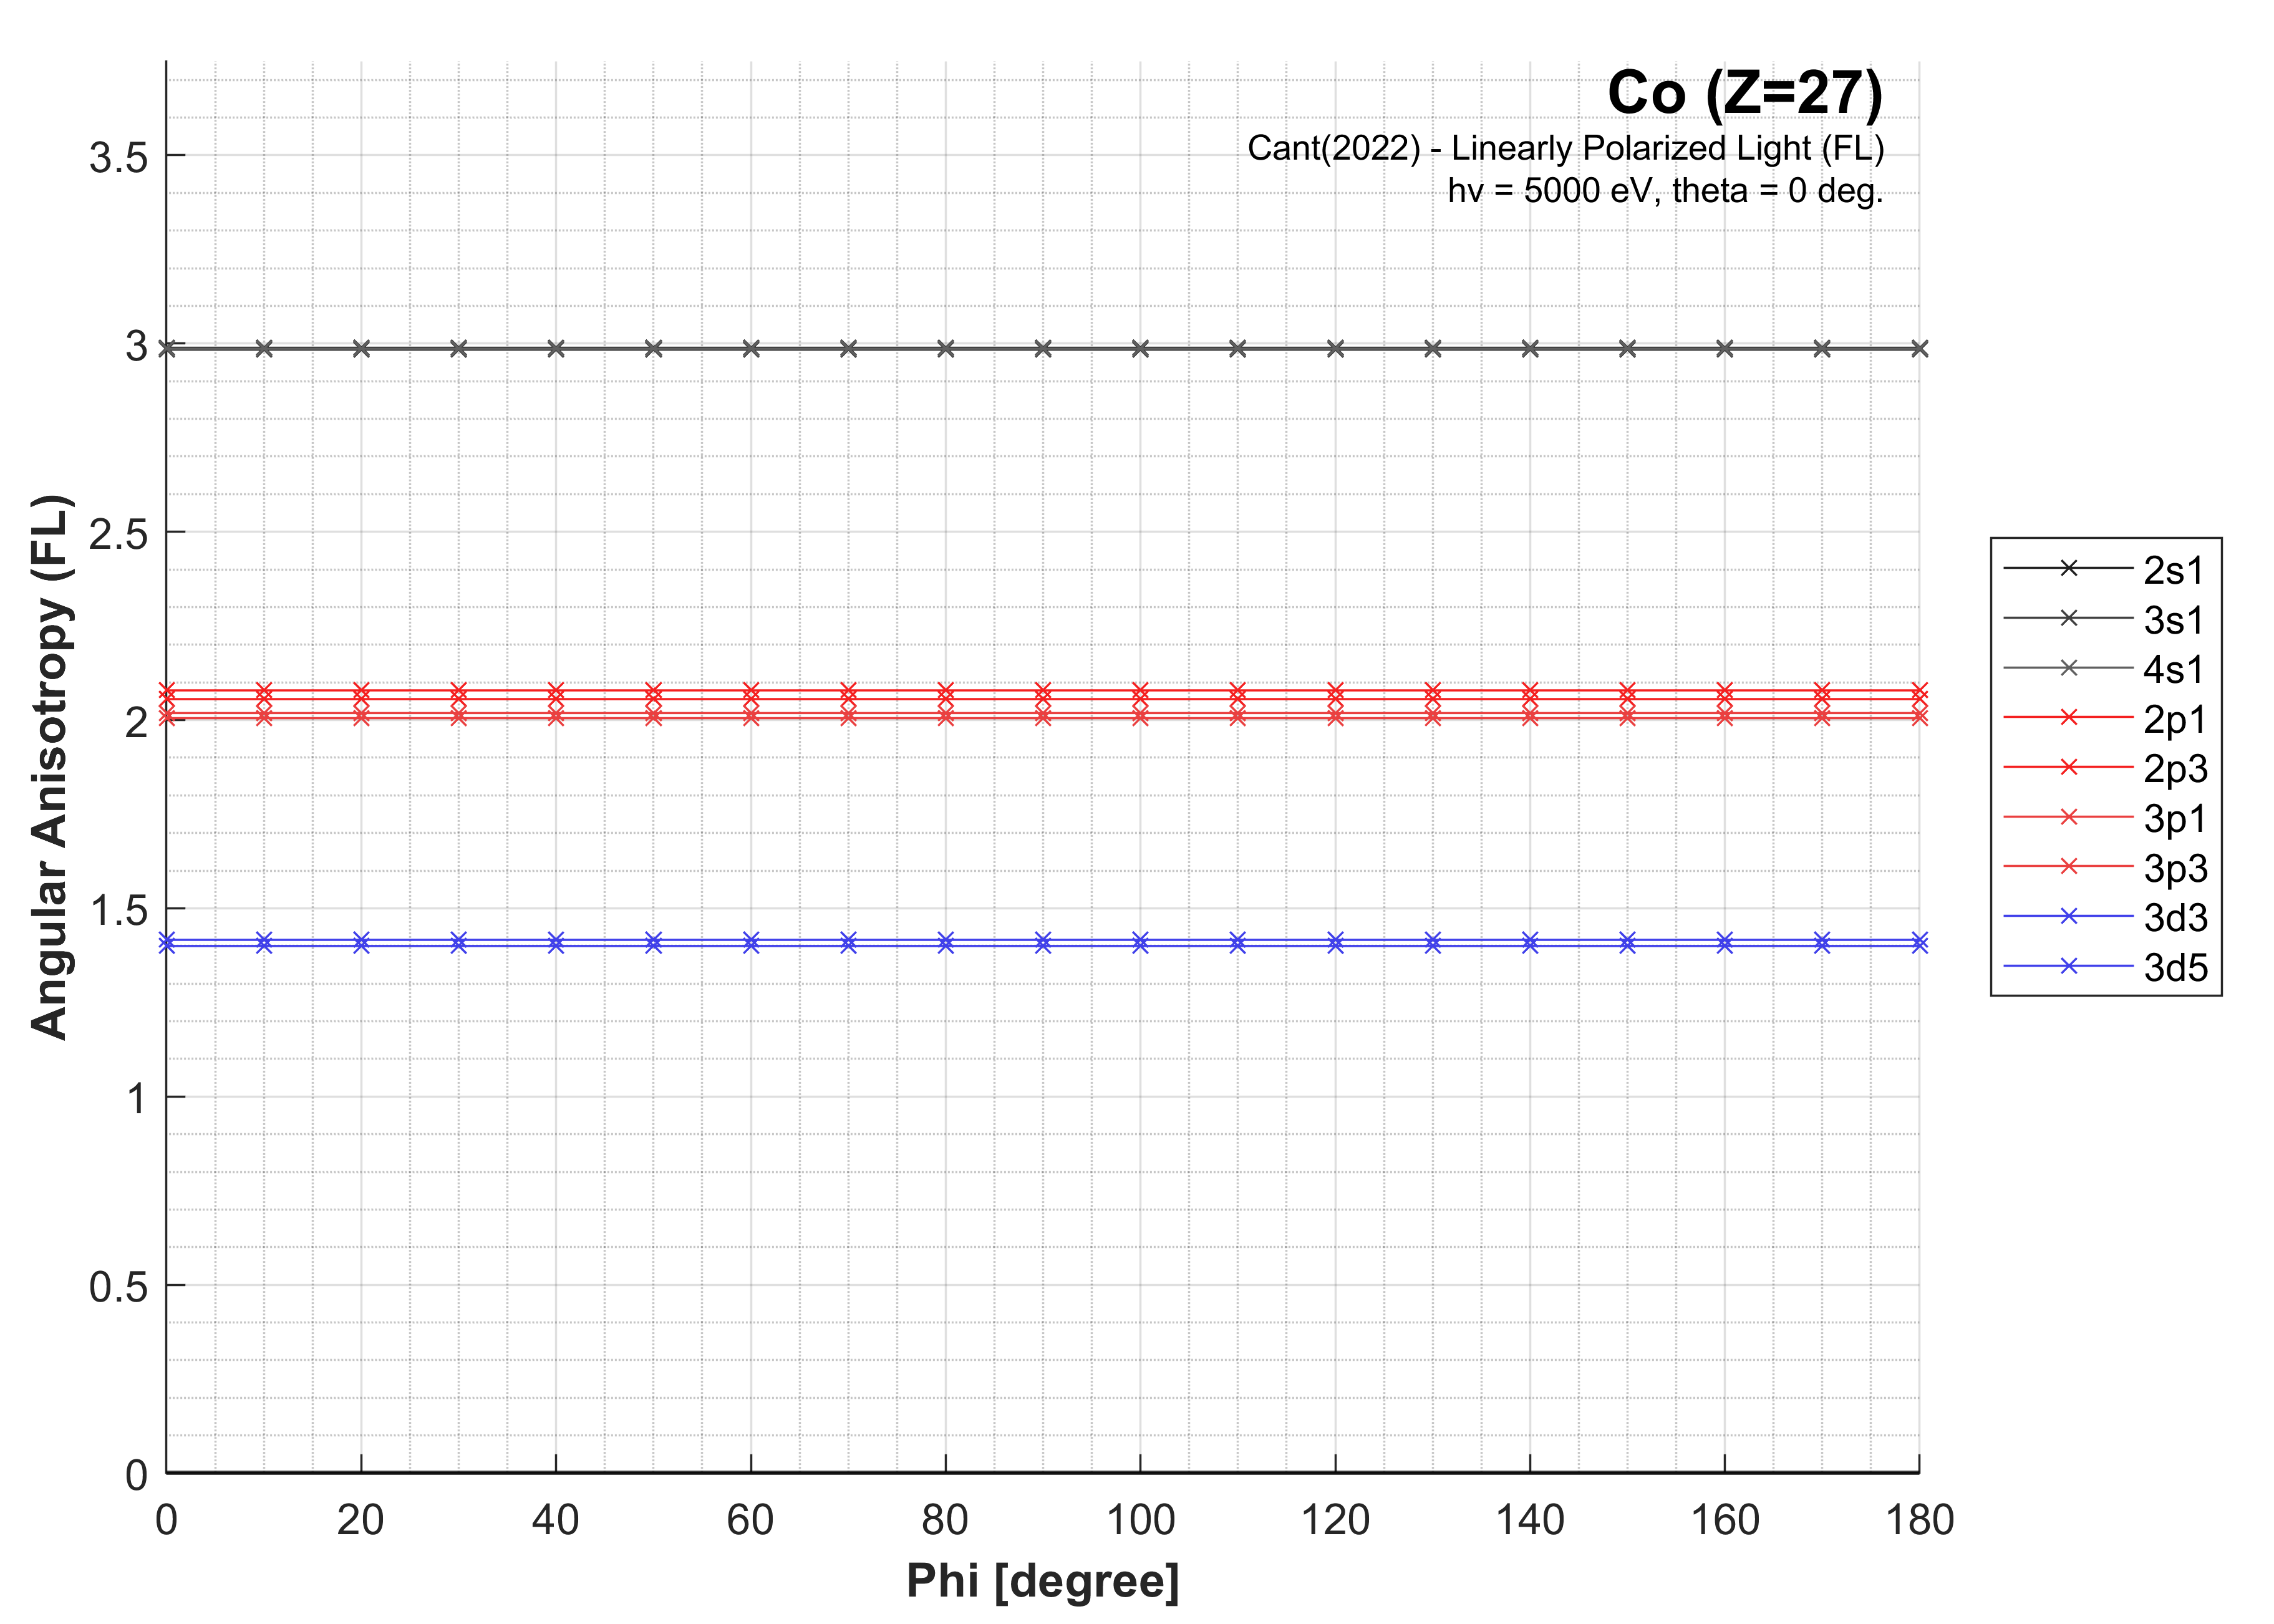 Co (Z=27)
Cant(2022) - Linearly Polarized Light (FL)
hv = 5000 eV, theta = 0 deg.
Angular Anisotropy (FL)
3.5
3
2.5
2
1.5
1
0.5
0
0 20 40 60 80 100 120 140 160 180
Phi [degree]
2s1
3s1
4s1
2p1
2p3
3p1
3p3
3d3
3d5